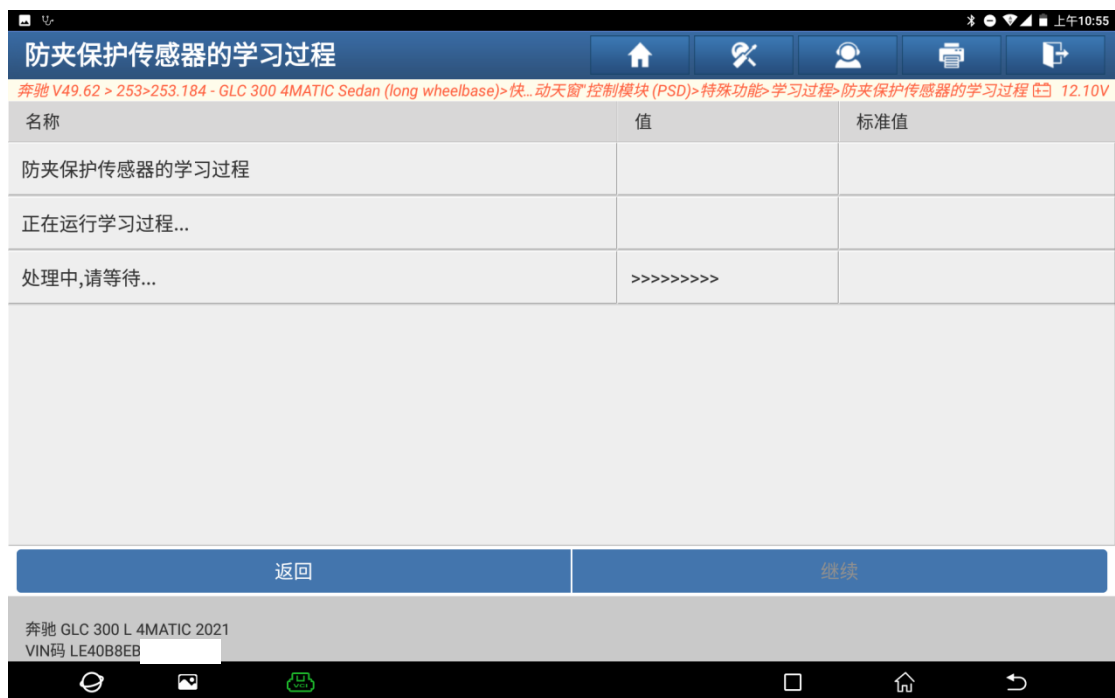 上午10:55
防夹保护传感器的学习过程
奔驰 V49.62 > 253>253.184 - GLC 300 4MATIC Sedan (long wheelbase)>快...动天窗"控制模块 (PSD)>特殊功能>学习过程>防夹保护传感器的学习过程 12.10V
名称 值 标准值
防夹保护传感器的学习过程
正在运行学习过程...
处理中,请等待... >>>>>>>>>
返回 继续
奔驰 GLC 300 L 4MATIC 2021
VIN码 LE40B8EB
VCI